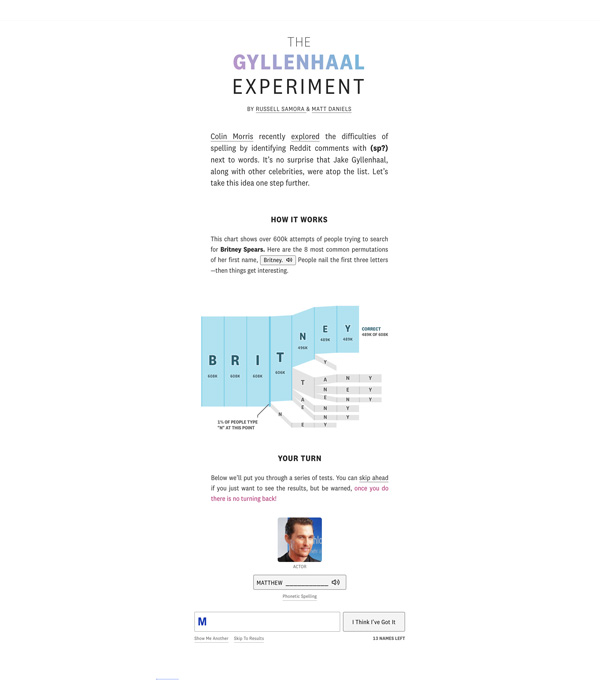 THE
GYLLENHAAL
EXPERIMENT
BY RUSSELL SAMORA & MATT DANIELS
Colin Morris recently explored the difficulties of
spelling by identifying Reddit comments with (sp?)
next to words. It's no surprise that Jake Gyllenhaal,
along with other celebrities, were atop the list. Let's
take this idea one step further.
HOW IT WORKS
This chart shows over 600k attempts of people trying to search
for Britney Spears. Here are the 8 most common permutations
of her first name, Britney. People nail the first three letters
—then things get interesting.
B R I T N E Y
608K 608K 608K 606K 496K 489K 489K
CORRECT
489K OF 608K
Y
T A N Y
N E Y
E N Y
A N Y
E N Y
N E Y
1% OF PEOPLE TYPE
"N" AT THIS POINT
YOUR TURN
Below we'll put you through a series of tests. You can skip ahead
if you just want to see the results, but be warned, once you do
there is no turning back!
ACTOR
MATTHEW
Phonetic Spelling
M
I Think I've Got It
Show Me Another Skip To Results
13 NAMES LEFT